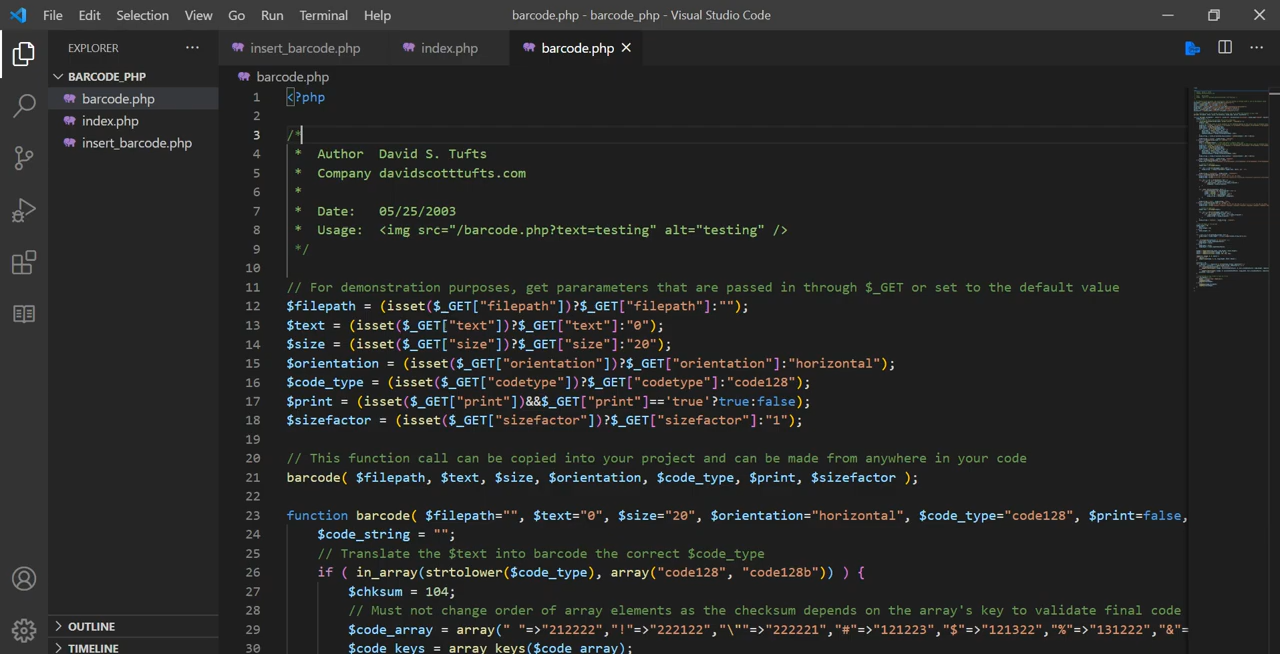 File Edit Selection View Go Run Terminal Help
barcode.php - barcode_php - Visual Studio Code
EXPLORER
BARCODE_PHP
barcode.php
index.php
insert_barcode.php
OUTLINE
TIMELINE
insert_barcode.php index.php barcode.php
barcode.php
1 <?php
2
3 /*
4 * Author David S. Tufts
5 * Company davidscotttufts.com
6 *
7 * Date: 05/25/2003
8 * Usage: <img src="/barcode.php?text=testing" alt="testing" />
9 */
10
11 // For demonstration purposes, get pararameters that are passed in through $_GET or set to the default value
12 $filepath = (isset($_GET["filepath"])?$_GET["filepath"]:"");
13 $text = (isset($_GET["text"])?$_GET["text"]:"0");
14 $size = (isset($_GET["size"])?$_GET["size"]:"20");
15 $orientation = (isset($_GET["orientation"])?$_GET["orientation"]:"horizontal");
16 $code_type = (isset($_GET["codetype"])?$_GET["codetype"]:"code128");
17 $print = (isset($_GET["print"])&&$_GET["print"]=='true'?true:false);
18 $sizefactor = (isset($_GET["sizefactor"])?$_GET["sizefactor"]:"1");
19
20 // This function call can be copied into your project and can be made from anywhere in your code
21 barcode( $filepath, $text, $size, $orientation, $code_type, $print, $sizefactor );
22
23 function barcode( $filepath="", $text="0", $size="20", $orientation="horizontal", $code_type="code128", $print=false,
24 $code_string = "";
25 // Translate the $text into barcode the correct $code_type
26 if ( in_array(strtolower($code_type), array("code128", "code128b")) ) {
27 $chksum = 104;
28 // Must not change order of array elements as the checksum depends on the array's key to validate final code
29 $code_array = array(" "=>"212222","!"=>"222122","\""=>"222221","#"=>"121223","$"=>"121322","%"=>"131222","&"=
30 $code_keys = array_keys($code_array);